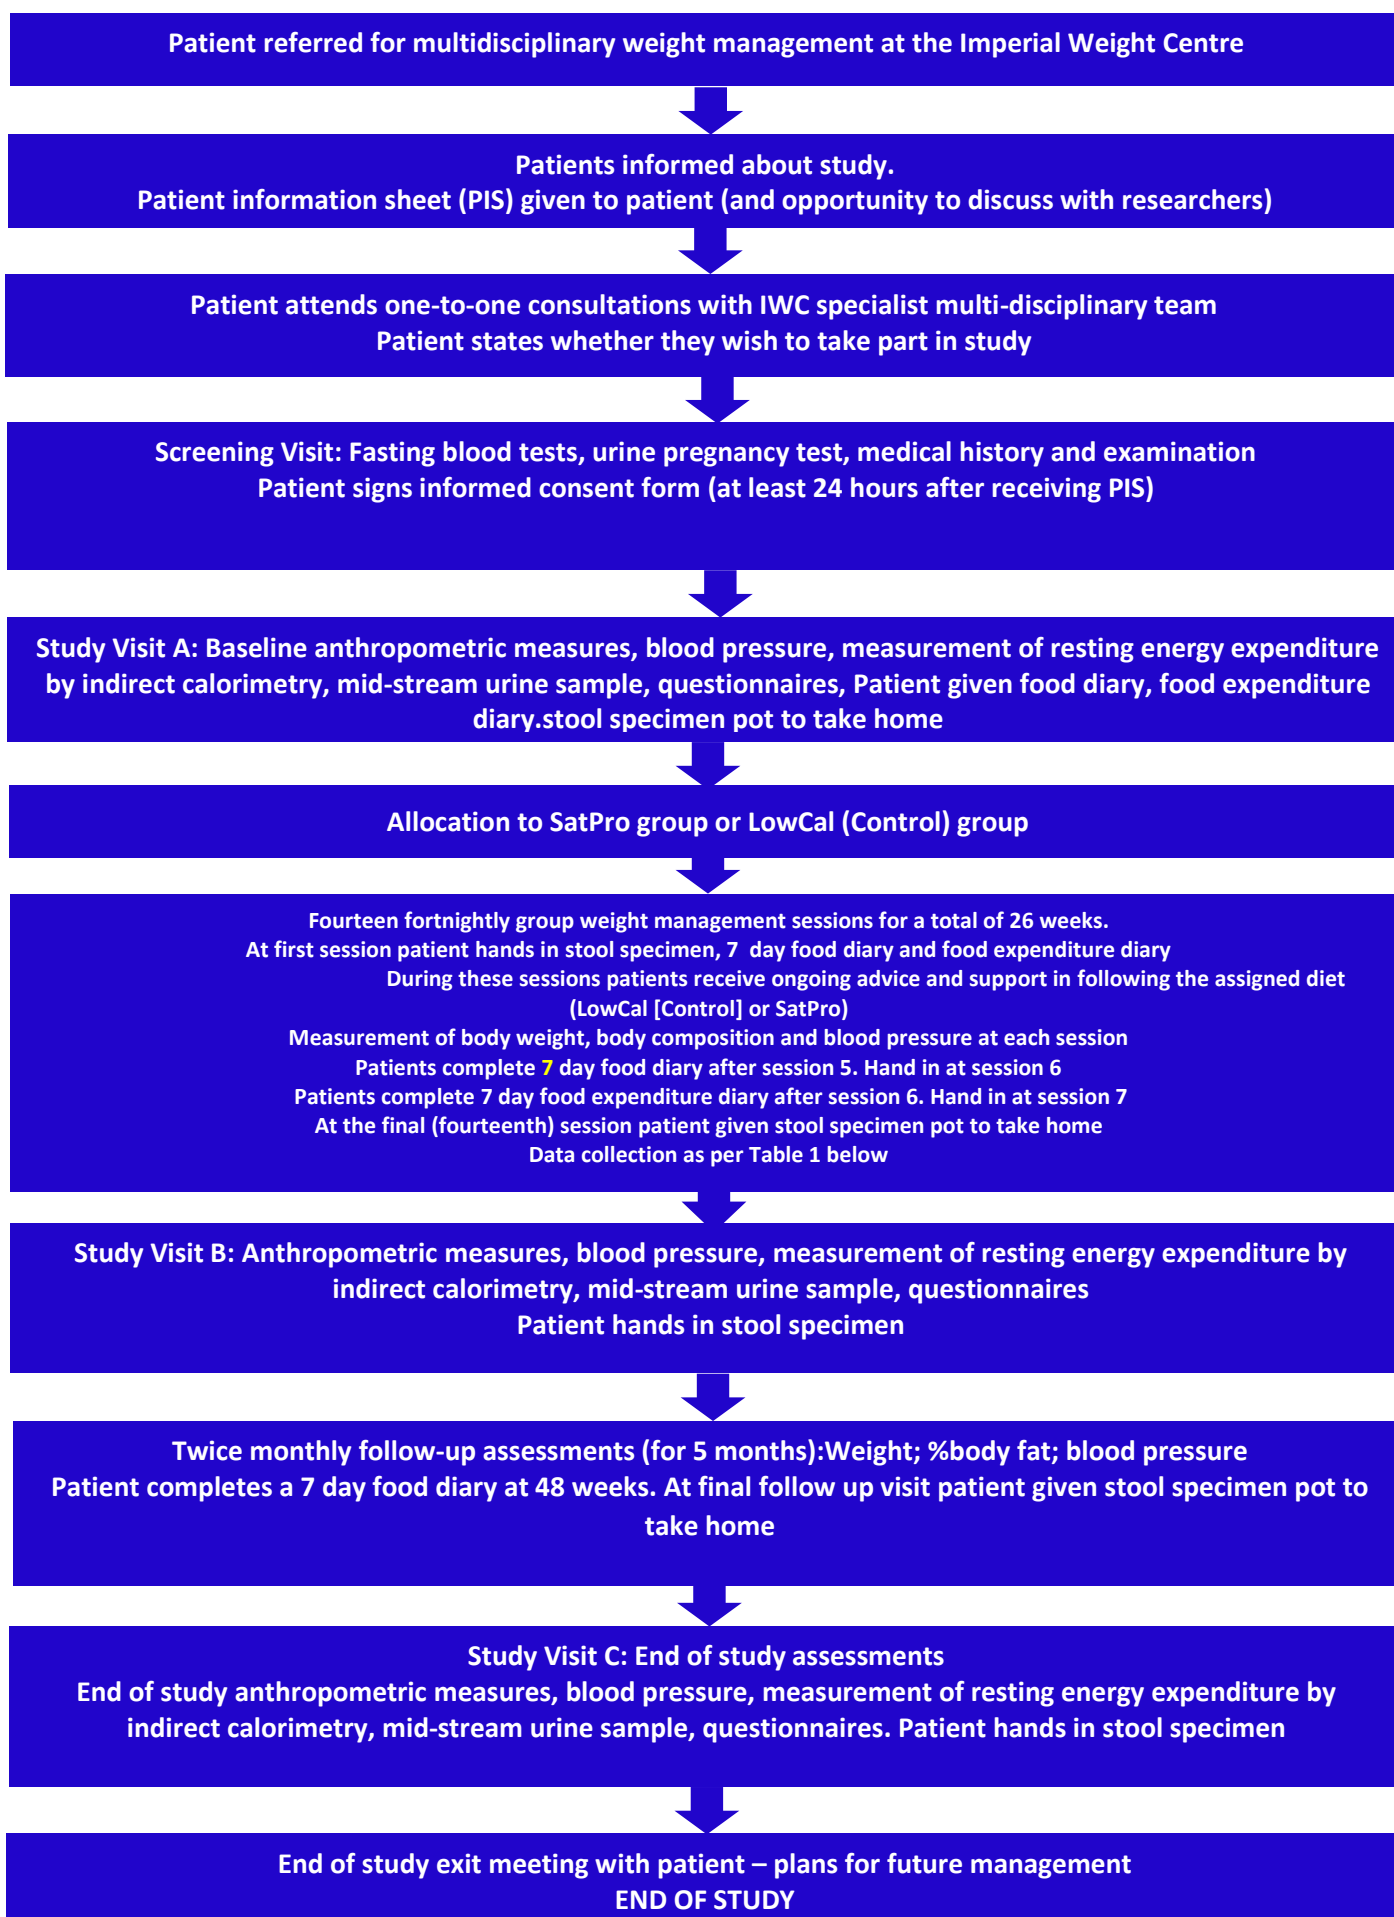 Patient referred for multidisciplinary weight management at the Imperial Weight Centre
Patients informed about study.
Patient information sheet (PIS) given to patient (and opportunity to discuss with researchers)
Patient attends one-to-one consultations with IWC specialist multi-disciplinary team
Patient states whether they wish to take part in study
Screening Visit: Fasting blood tests, urine pregnancy test, medical history and examination
Patient signs informed consent form (at least 24 hours after receiving PIS)
Study Visit A: Baseline anthropometric measures, blood pressure, measurement of resting energy expenditure
by indirect calorimetry, mid-stream urine sample, questionnaires, Patient given food diary, food expenditure
diary.stool specimen pot to take home
Allocation to SatPro group or LowCal (Control) group
Fourteen fortnightly group weight management sessions for a total of 26 weeks.
At first session patient hands in stool specimen, 7 day food diary and food expenditure diary
During these sessions patients receive ongoing advice and support in following the assigned diet
(LowCal [Control] or SatPro)
Measurement of body weight, body composition and blood pressure at each session
Patients complete 7 day food diary after session 5. Hand in at session 6
Patients complete 7 day food expenditure diary after session 6. Hand in at session 7
At the final (fourteenth) session patient given stool specimen pot to take home
Data collection as per Table 1 below
Study Visit B: Anthropometric measures, blood pressure, measurement of resting energy expenditure by
indirect calorimetry, mid-stream urine sample, questionnaires
Patient hands in stool specimen
Twice monthly follow-up assessments (for 5 months):Weight; %body fat; blood pressure
Patient completes a 7 day food diary at 48 weeks. At final follow up visit patient given stool specimen pot to
take home
Study Visit C: End of study assessments
End of study anthropometric measures, blood pressure, measurement of resting energy expenditure by
indirect calorimetry, mid-stream urine sample, questionnaires. Patient hands in stool specimen
End of study exit meeting with patient – plans for future management
END OF STUDY